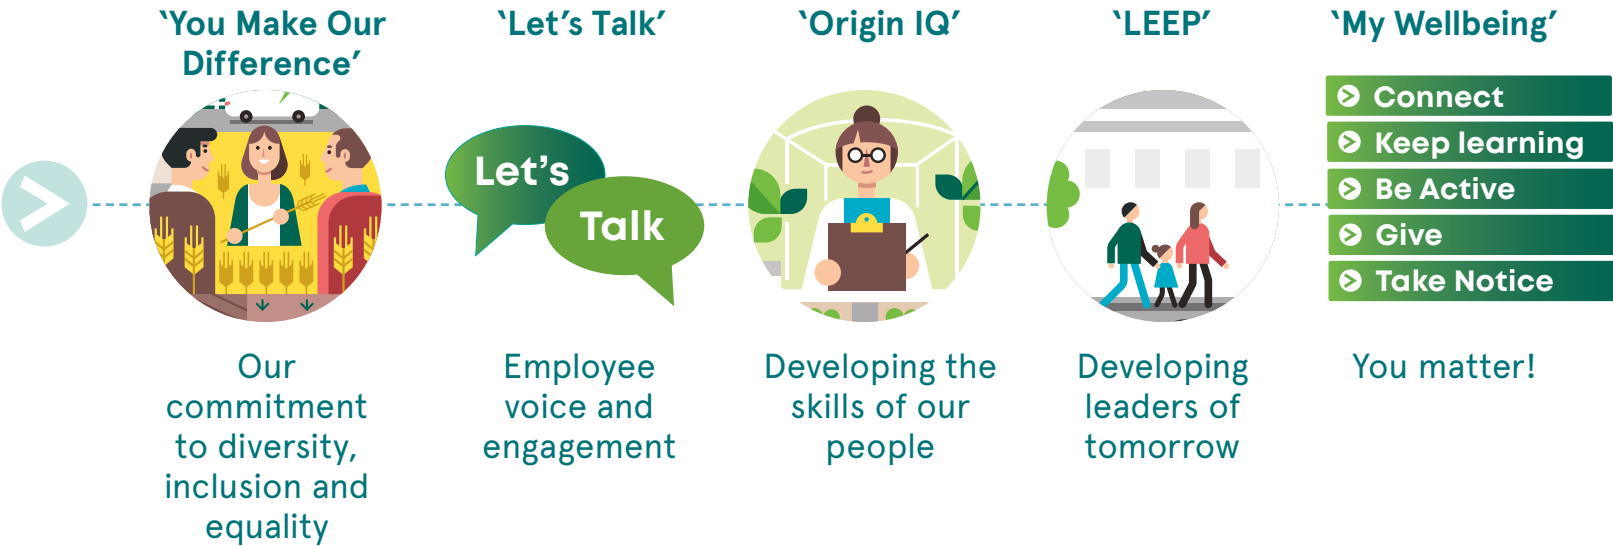 ‘You Make Our
Difference’
‘Let’s Talk’
‘Origin IQ’
‘LEEP’
‘My Wellbeing’
Let’s
Talk
Connect
Keep learning
Be Active
Give
Take Notice
Our
commitment
to diversity,
inclusion and
equality
Employee
voice and
engagement
Developing the
skills of our
people
Developing
leaders of
tomorrow
You matter!